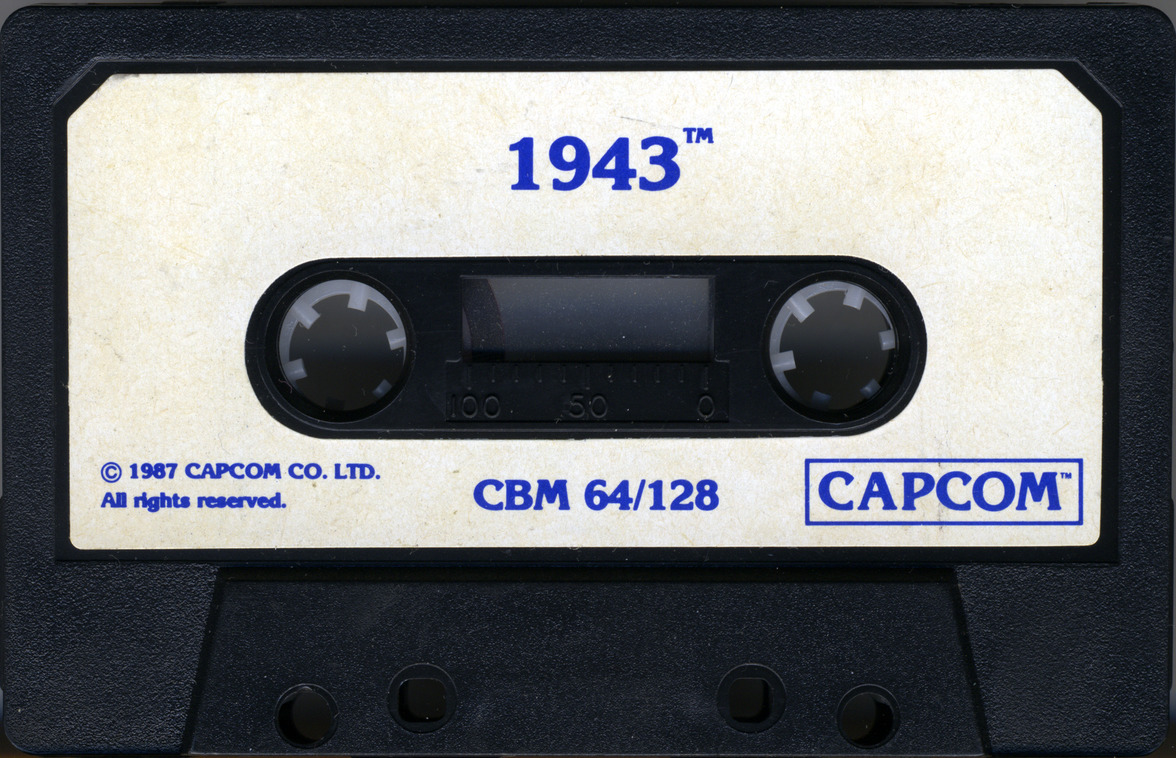 1943™
100 50 0
© 1987 CAPCOM CO. LTD.
All rights reserved.
CBM 64/128
CAPCOM™